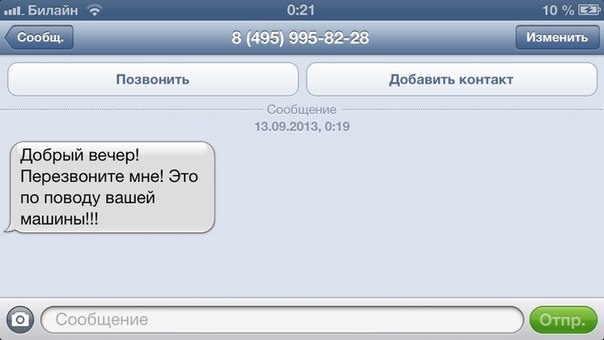 Билайн 0:21 10 %
Сообщ. 8 (495) 995-82-28 Изменить
Позвонить Добавить контакт
Сообщение
13.09.2013, 0:19
Добрый вечер!
Перезвоните мне! Это
по поводу вашей
машины!!!
Сообщение Отпр.